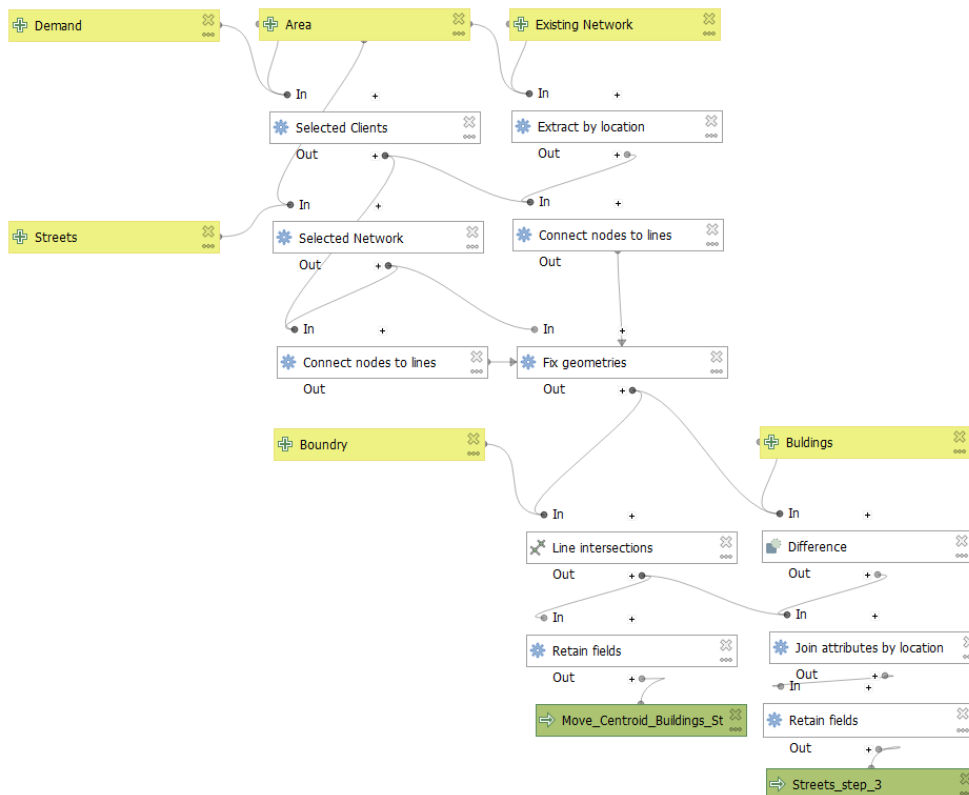 Demand
Area
Existing Network
In
In
Selected Clients
Extract by location
Out
Out
In
In
Streets
Selected Network
Connect nodes to lines
Out
Out
In
In
Connect nodes to lines
Fix geometries
Out
Out
Boundry
Buldings
In
In
Line intersections
Difference
Out
Out
In
In
Retain fields
Join attributes by location
Out
Out
In
Move_Centroid_Buildings_St
Retain fields
Out
Streets_step_3